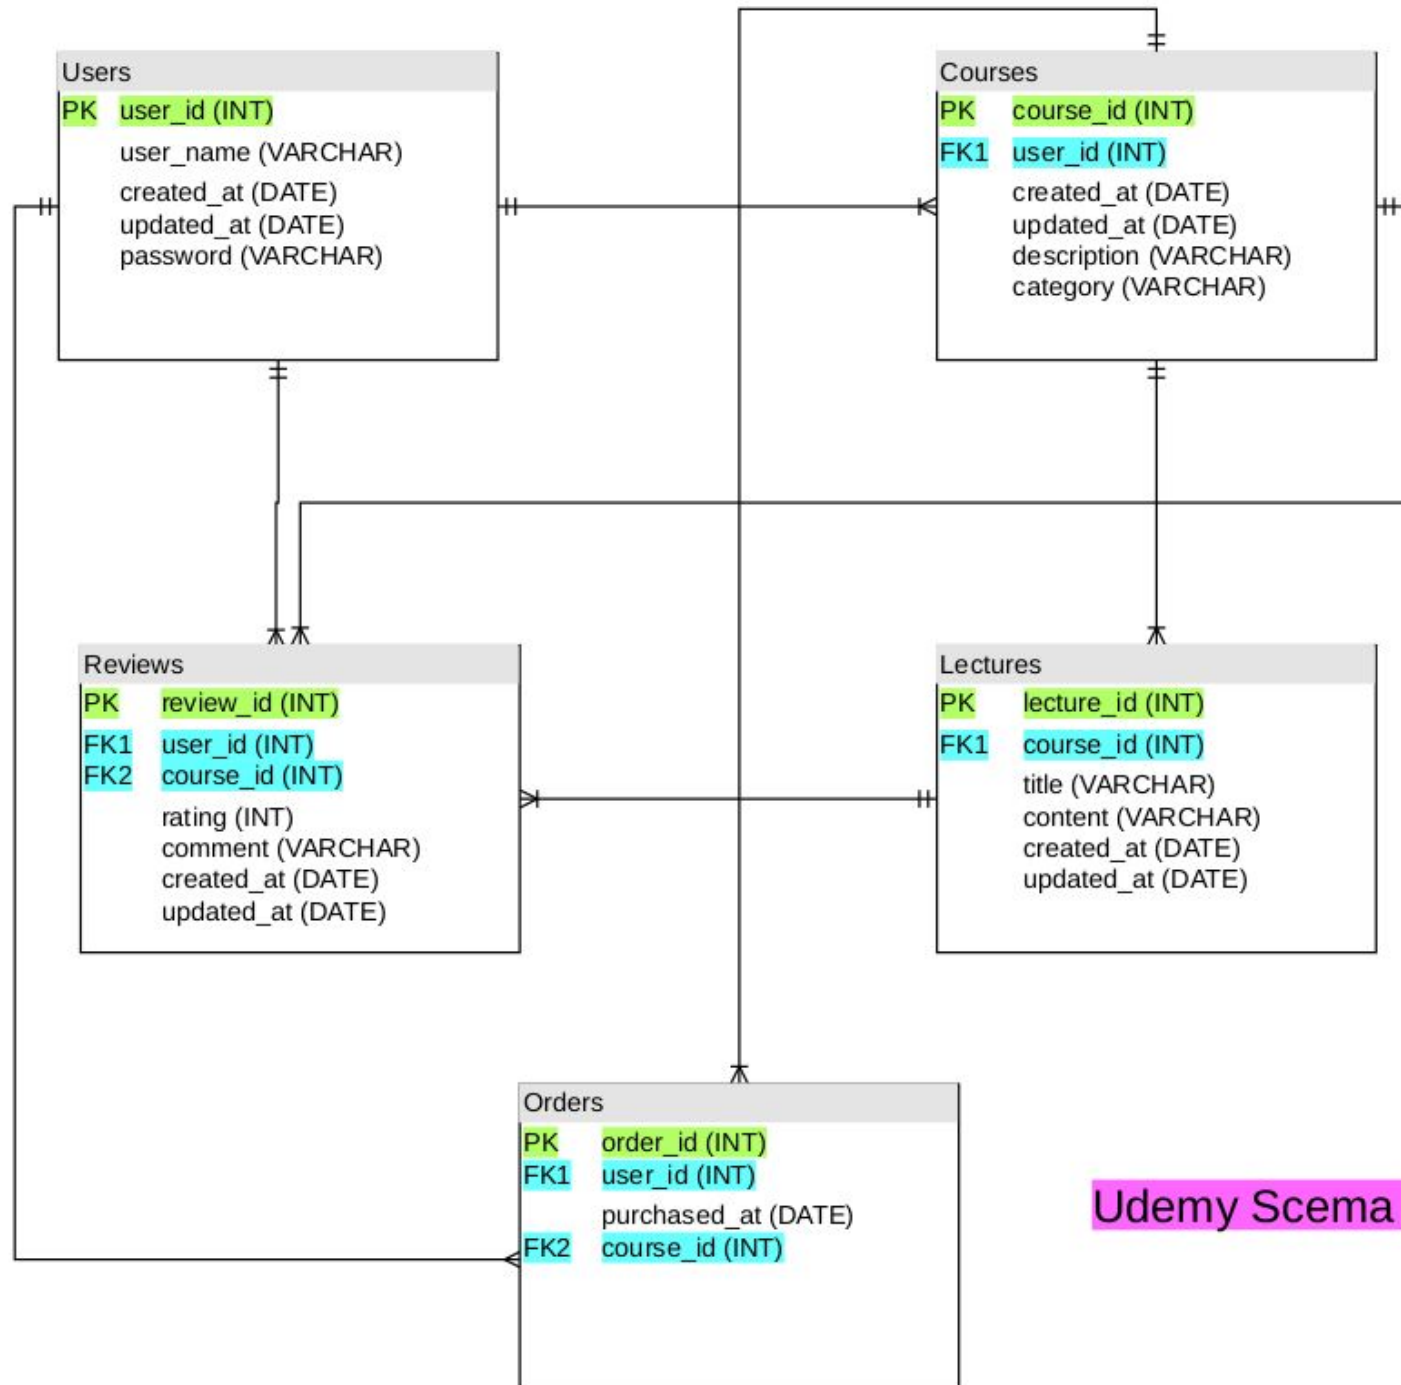 Users
PK user_id (INT)
user_name (VARCHAR)
created_at (DATE)
updated_at (DATE)
password (VARCHAR)
Courses
PK course_id (INT)
FK1 user_id (INT)
created_at (DATE)
updated_at (DATE)
description (VARCHAR)
category (VARCHAR)
Reviews
PK review_id (INT)
FK1 user_id (INT)
FK2 course_id (INT)
rating (INT)
comment (VARCHAR)
created_at (DATE)
updated_at (DATE)
Lectures
PK lecture_id (INT)
FK1 course_id (INT)
title (VARCHAR)
content (VARCHAR)
created_at (DATE)
updated_at (DATE)
Orders
PK order_id (INT)
FK1 user_id (INT)
purchased_at (DATE)
FK2 course_id (INT)
Udemy Scema